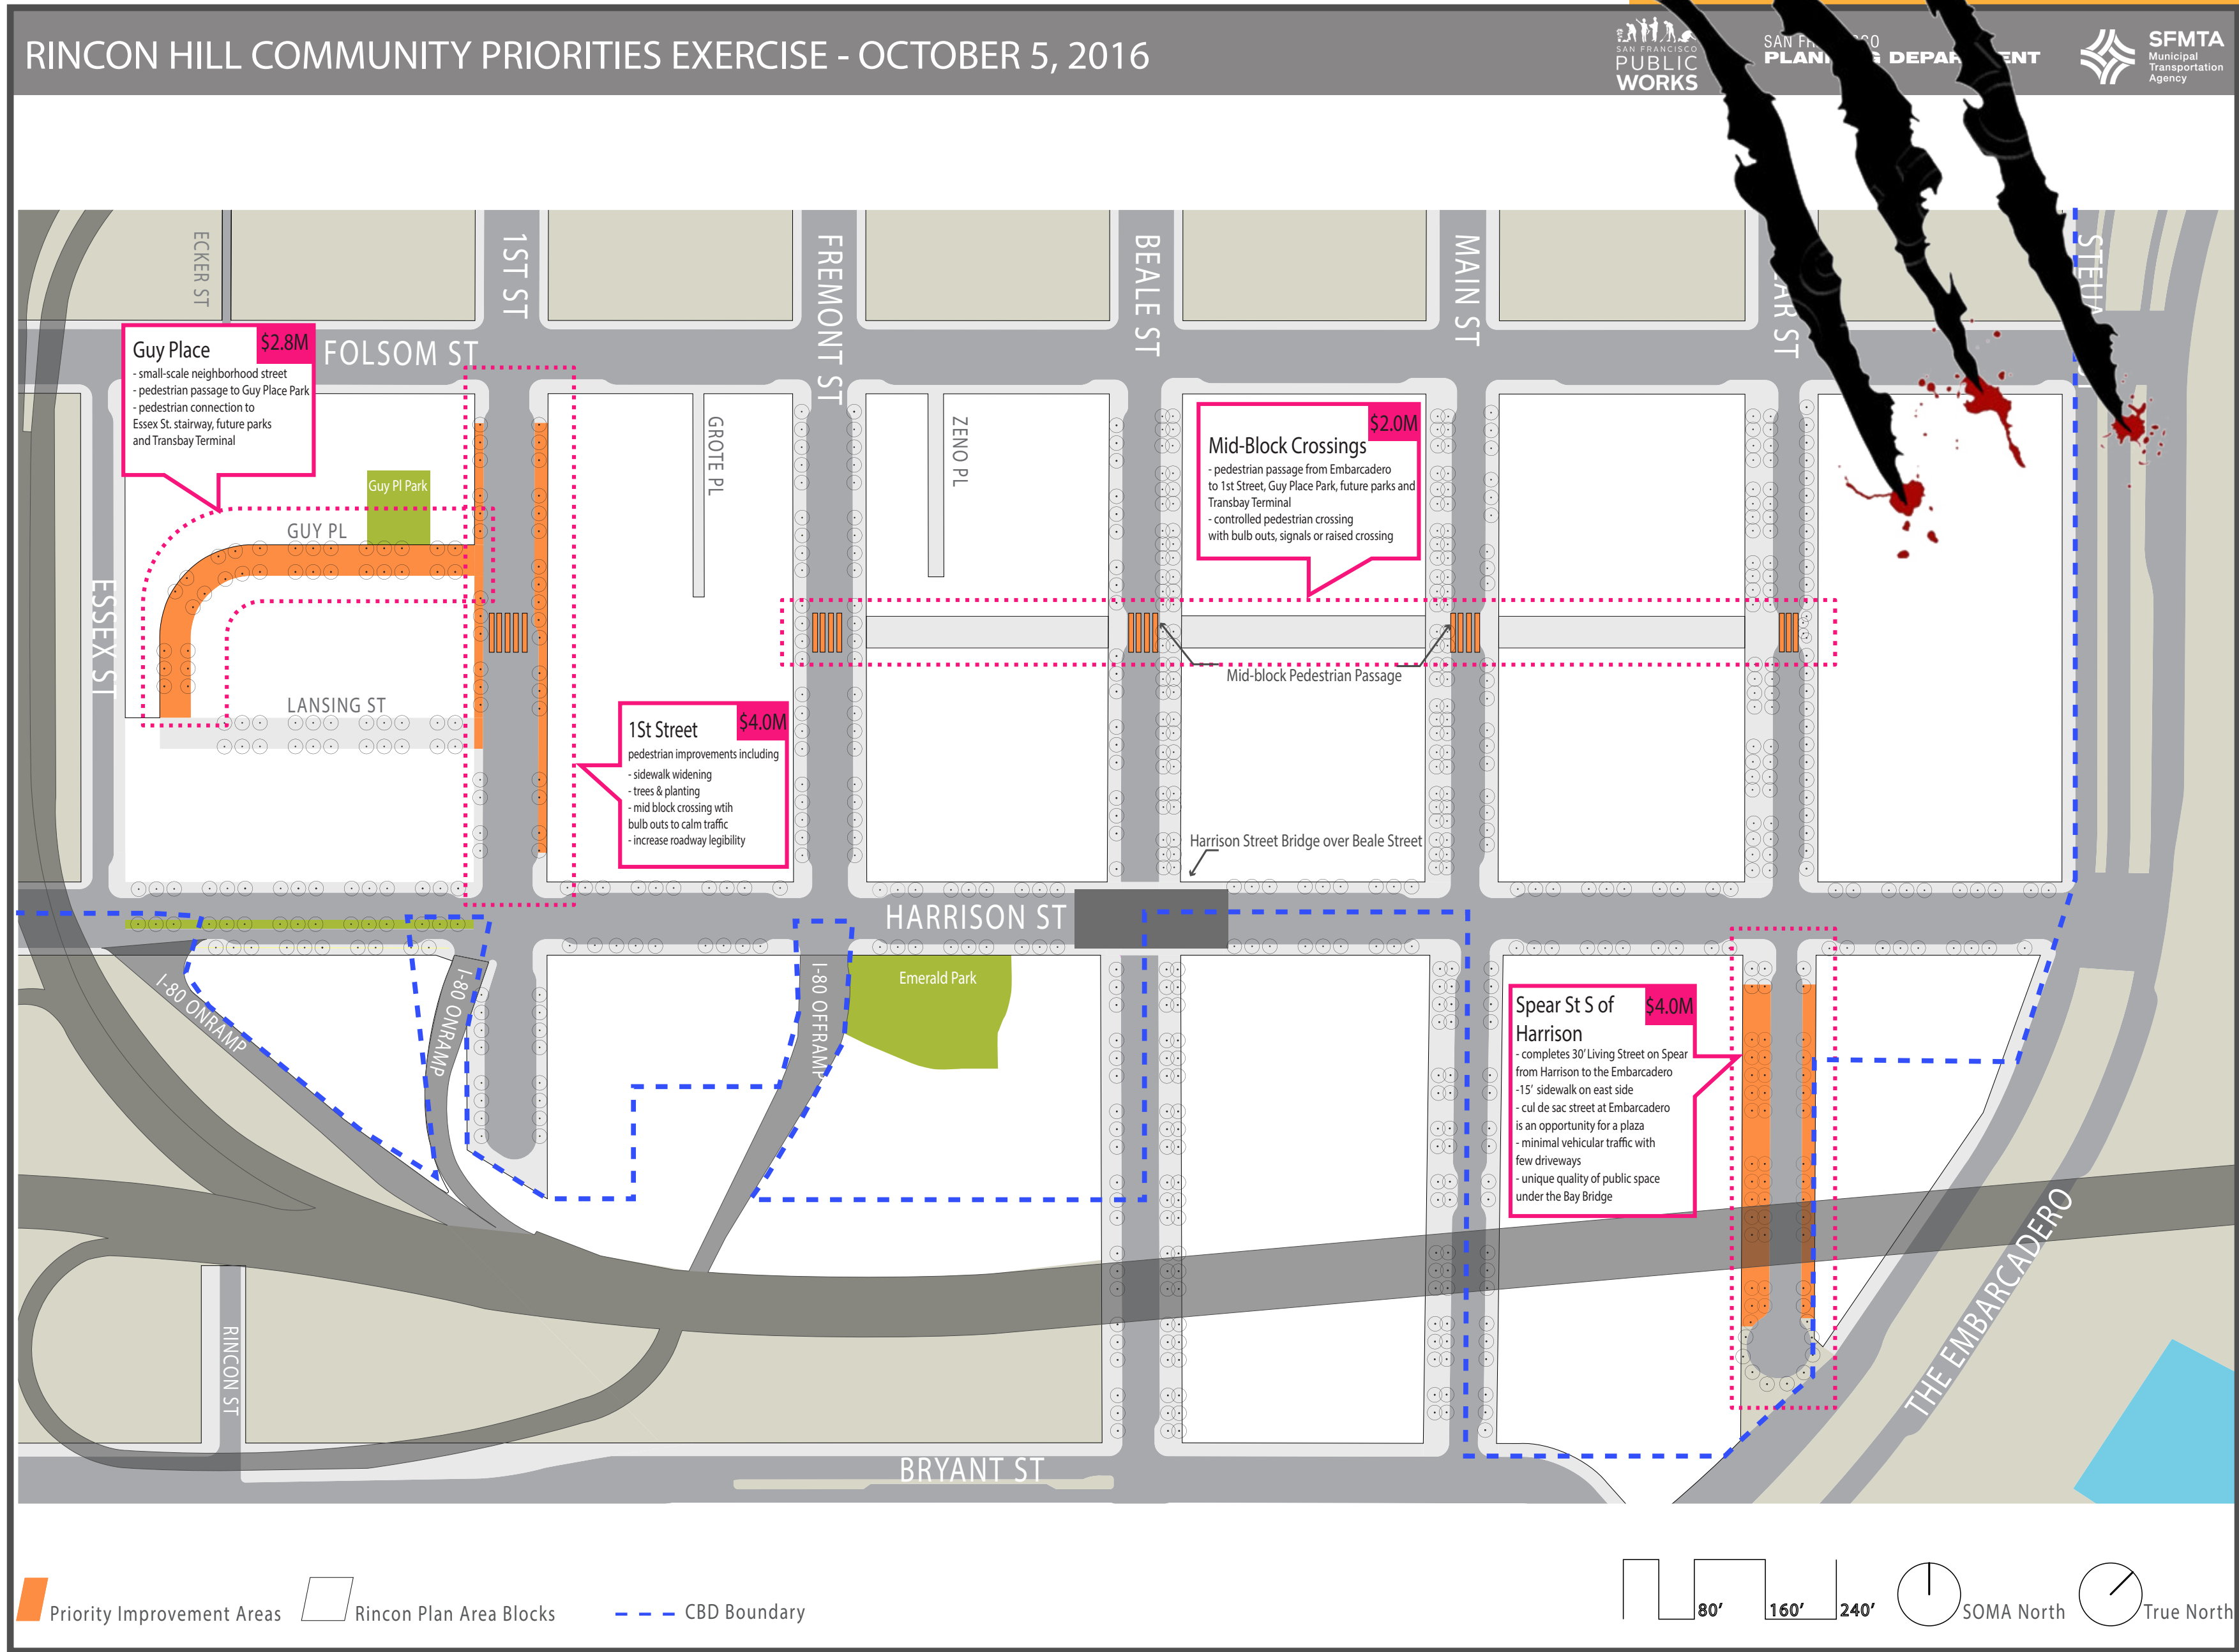 RINCON HILL COMMUNITY PRIORITIES EXERCISE - OCTOBER 5, 2016
SAN FRANCISCO
PUBLIC
WORKS
SAN
SFMTA
Municipal
Transportation
Agency
ECKER ST
1ST ST
FREMONT ST
BEALE ST
MAIN ST
ST
FOLSOM ST
Guy Place
$2.8M
- small-scale neighborhood street
- pedestrian passage to Guy Place Park
- pedestrian connection to
Essex St. stairway, future parks
and Transbay Terminal
Guy Pl Park
GUY PL
GROTE PL
ZENO PL
$2.0M
Mid-Block Crossings
- pedestrian passage from Embarcadero
to 1st Street, Guy Place Park, future parks and
Transbay Terminal
- controlled pedestrian crossing
with bulb outs, signals or raised crossing
ESSEX ST
Mid-block Pedestrian Passage
LANSING ST
1St Street
$4.0M
pedestrian improvements including
- sidewalk widening
- trees & planting
- mid block crossing wtih
bulb outs to calm traffic
- increase roadway legibility
Harrison Street Bridge over Beale Street
HARRISON ST
I-80 ONRAMP
I-80 ONRAMP
I-80 OFFRAMP
Emerald Park
Spear St S of
Harrison
$4.0M
- completes 30' Living Street on Spear
from Harrison to the Embarcadero
-15' sidewalk on east side
- cul de sac street at Embarcadero
is an opportunity for a plaza
- minimal vehicular traffic with
few driveways
- unique quality of public space
under the Bay Bridge
THE EMBARCADERO
RINCON ST
BRYANT ST
Priority Improvement Areas
Rincon Plan Area Blocks
CBD Boundary
80'
160'
240'
SOMA North
True North